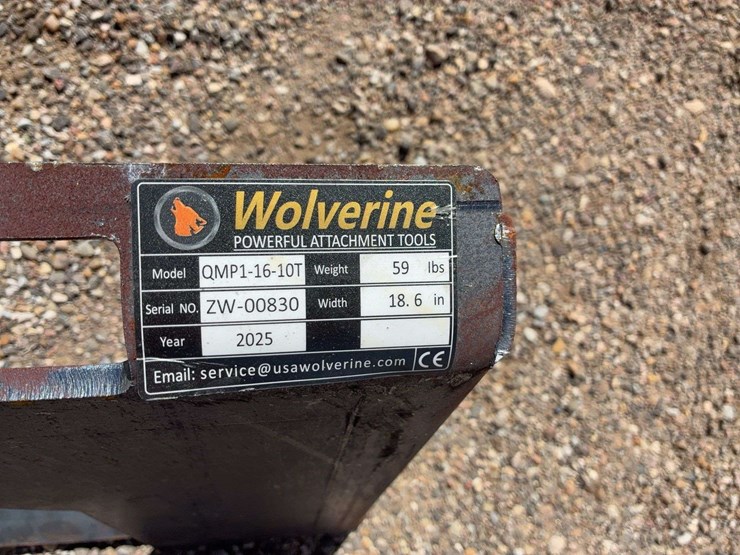 Wolverine
POWERFUL ATTACHMENT TOOLS
Model QMP1-16-10T Weight 59 lbs
Serial NO. ZW-00830 Width 18.6 in
Year 2025
Email: service@usawolverine.com CE